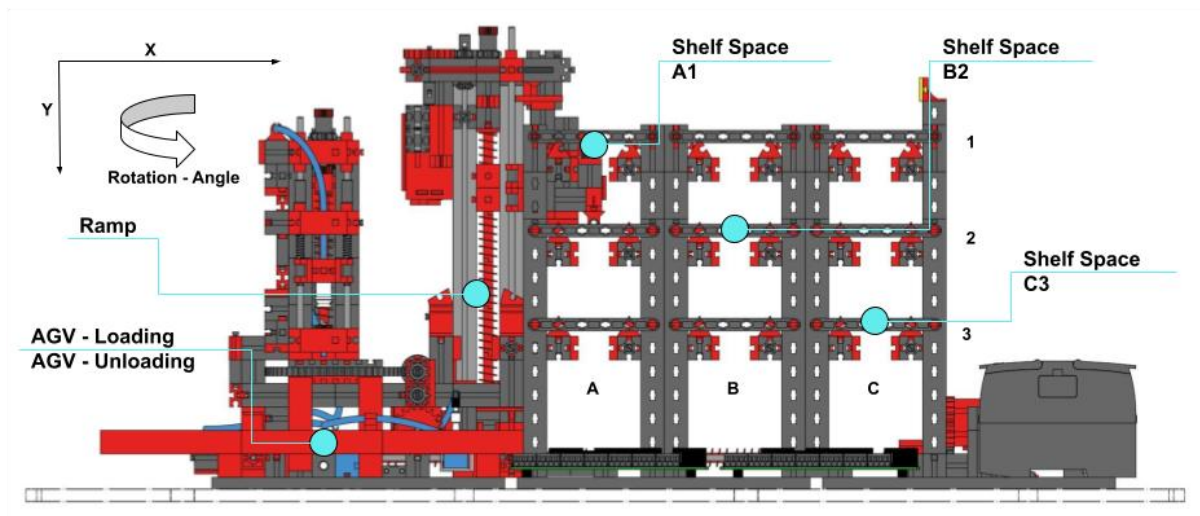 X
Y
Rotation - Angle
Ramp
AGV - Loading
AGV - Unloading
Shelf Space
A1
Shelf Space
B2
1
2
Shelf Space
C3
3
A
B
C